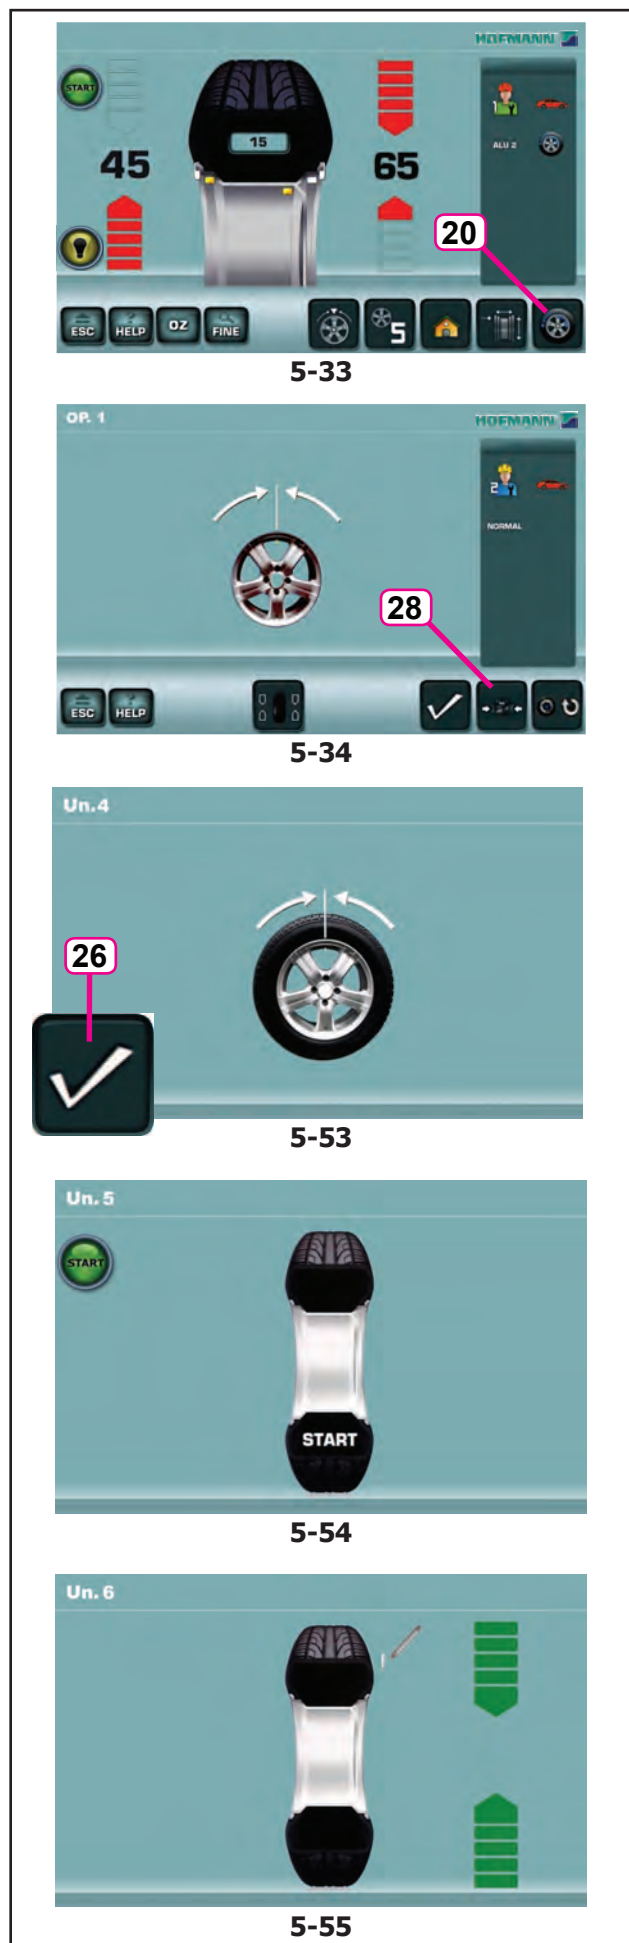 HOFMANN
START
15
1
45
65
ALU 2
20
ESC
HELP
OZ
FINE
5
5-33
OP. 1
HOFMANN
2
NORMAL
28
ESC
HELP
5-34
Un.4
26
5-53
Un.5
START
START
5-54
Un.6
5-55